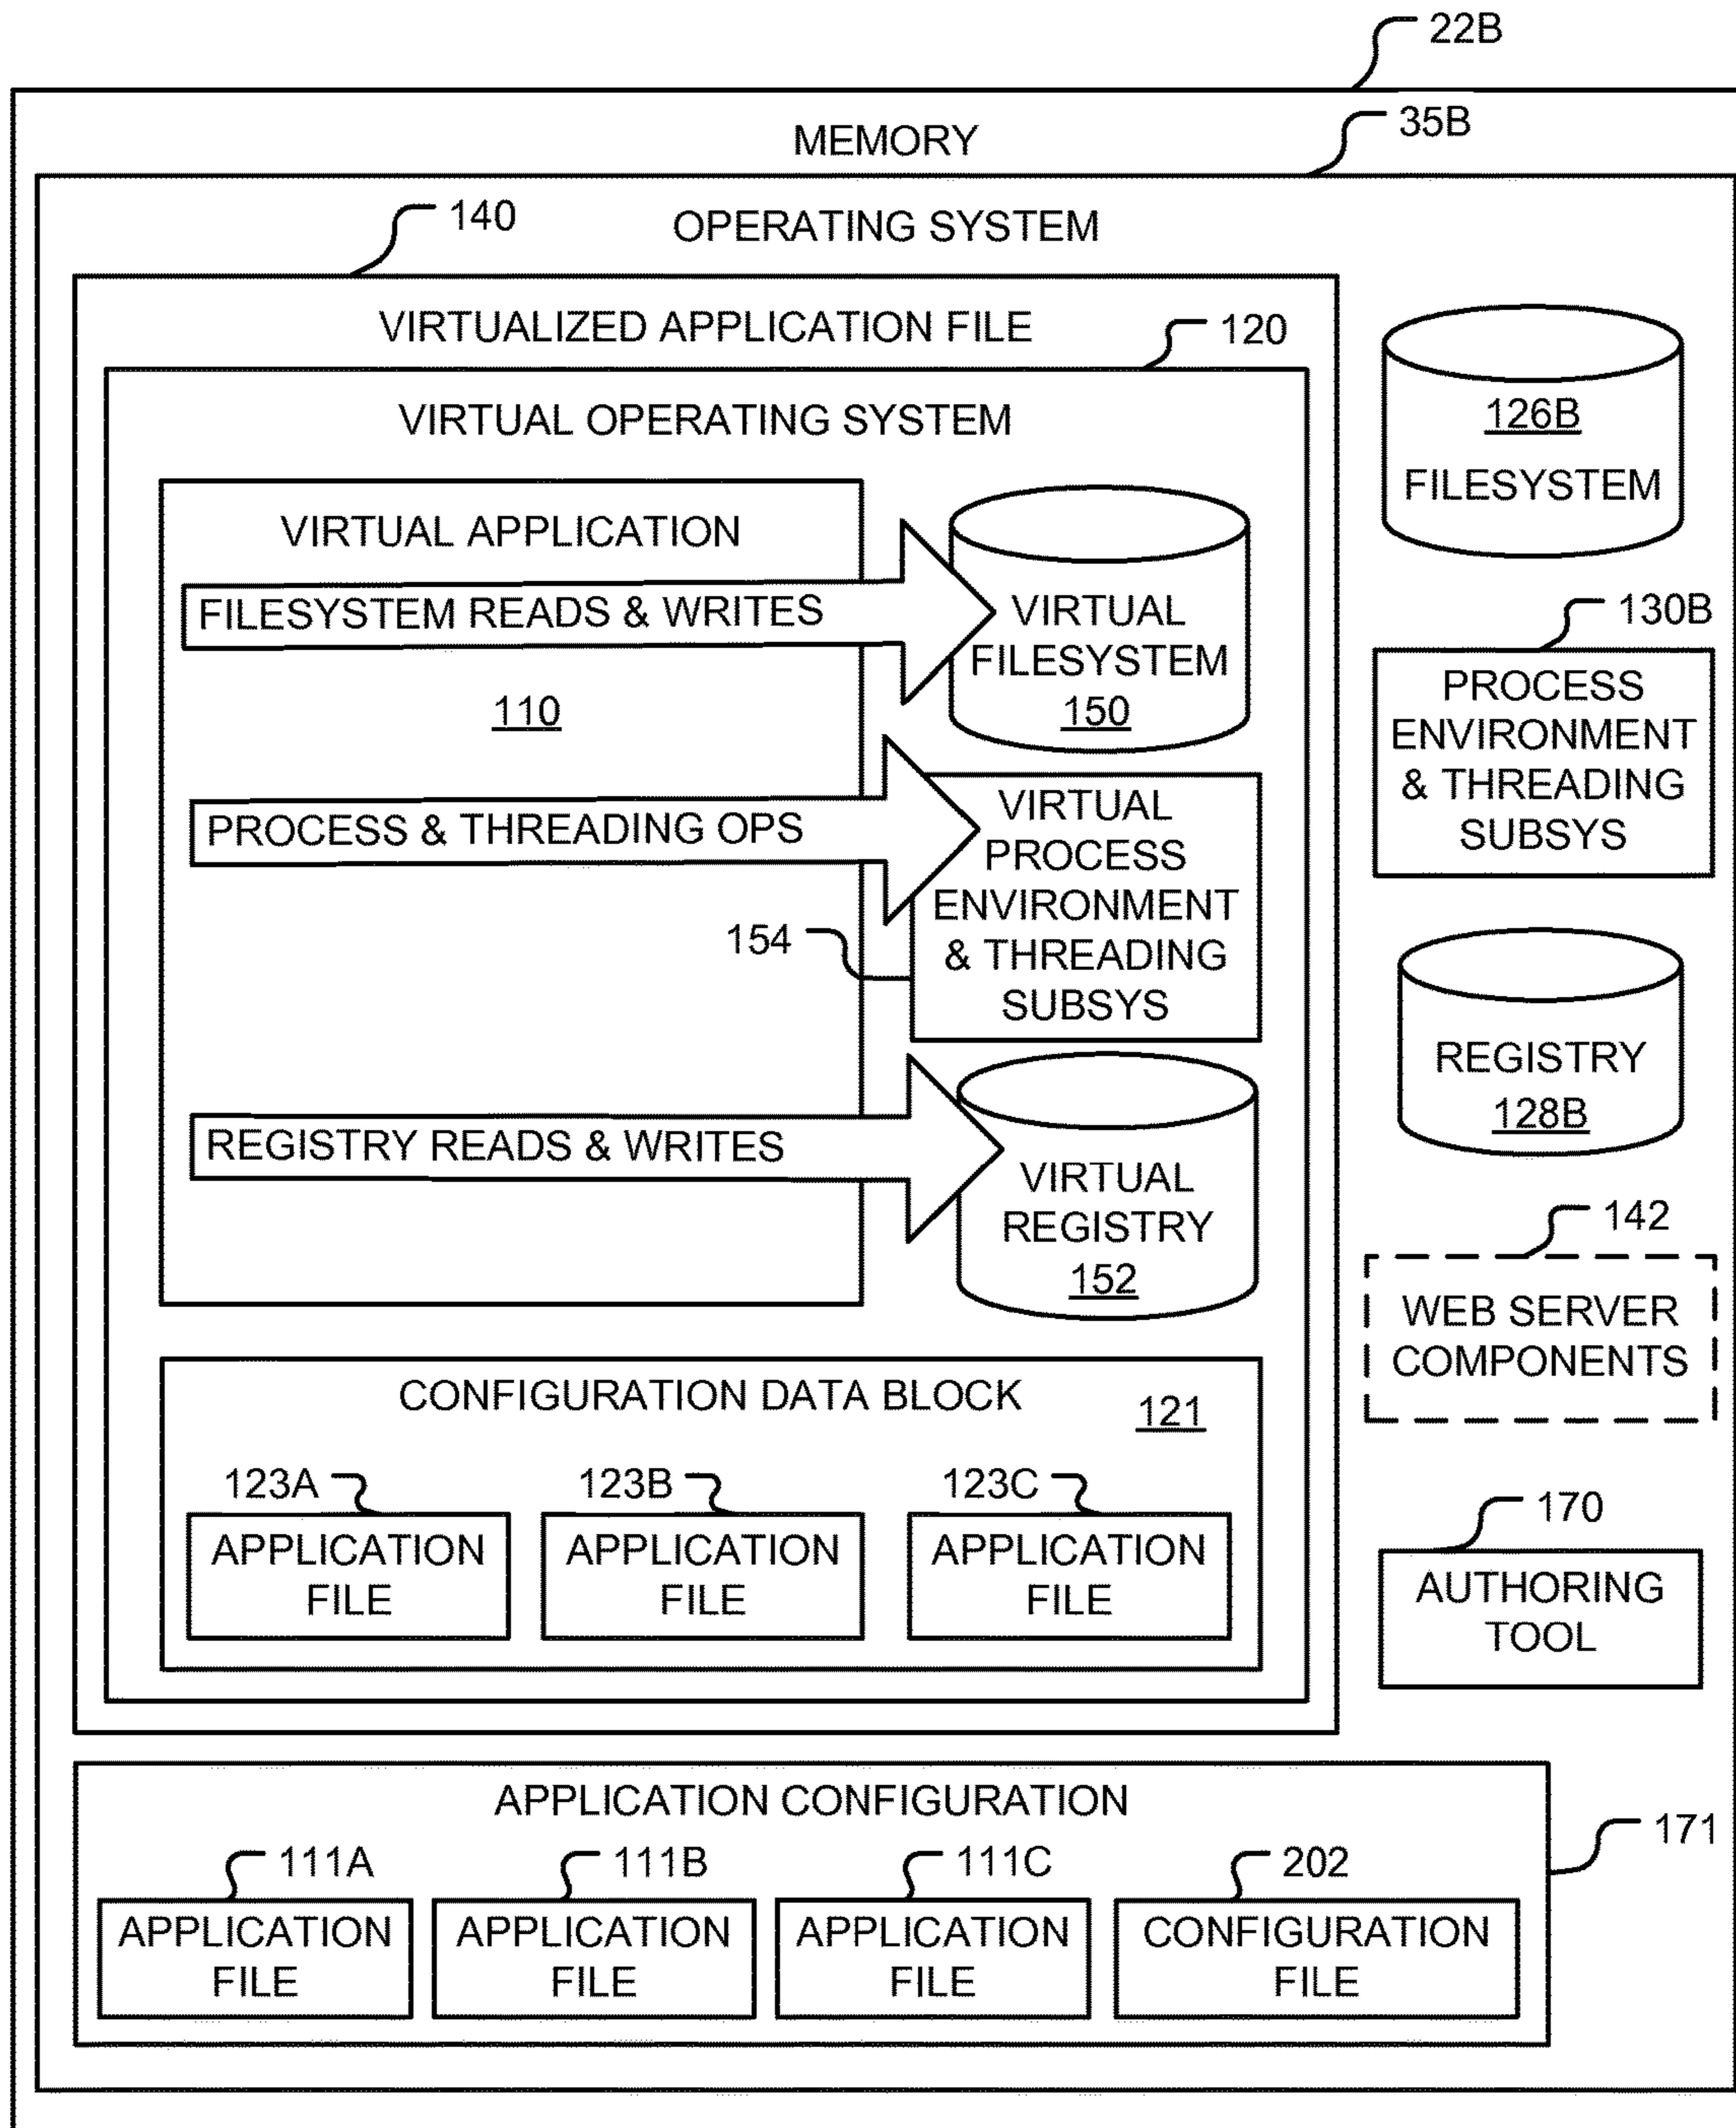 22B
MEMORY
35B
140
OPERATING SYSTEM
VIRTUALIZED APPLICATION FILE
120
VIRTUAL OPERATING SYSTEM
VIRTUAL APPLICATION
FILESYSTEM READS & WRITES
110
PROCESS & THREADING OPS
REGISTRY READS & WRITES
VIRTUAL
FILESYSTEM
150
VIRTUAL
PROCESS
ENVIRONMENT
& THREADING
SUBSYS
154
VIRTUAL
REGISTRY
152
CONFIGURATION DATA BLOCK
121
123A
123B
123C
APPLICATION
FILE
APPLICATION
FILE
APPLICATION
FILE
126B
FILESYSTEM
130B
PROCESS
ENVIRONMENT
& THREADING
SUBSYS
REGISTRY
128B
142
WEB SERVER
COMPONENTS
170
AUTHORING
TOOL
APPLICATION CONFIGURATION
171
111A
111B
111C
202
APPLICATION
FILE
APPLICATION
FILE
APPLICATION
FILE
CONFIGURATION
FILE